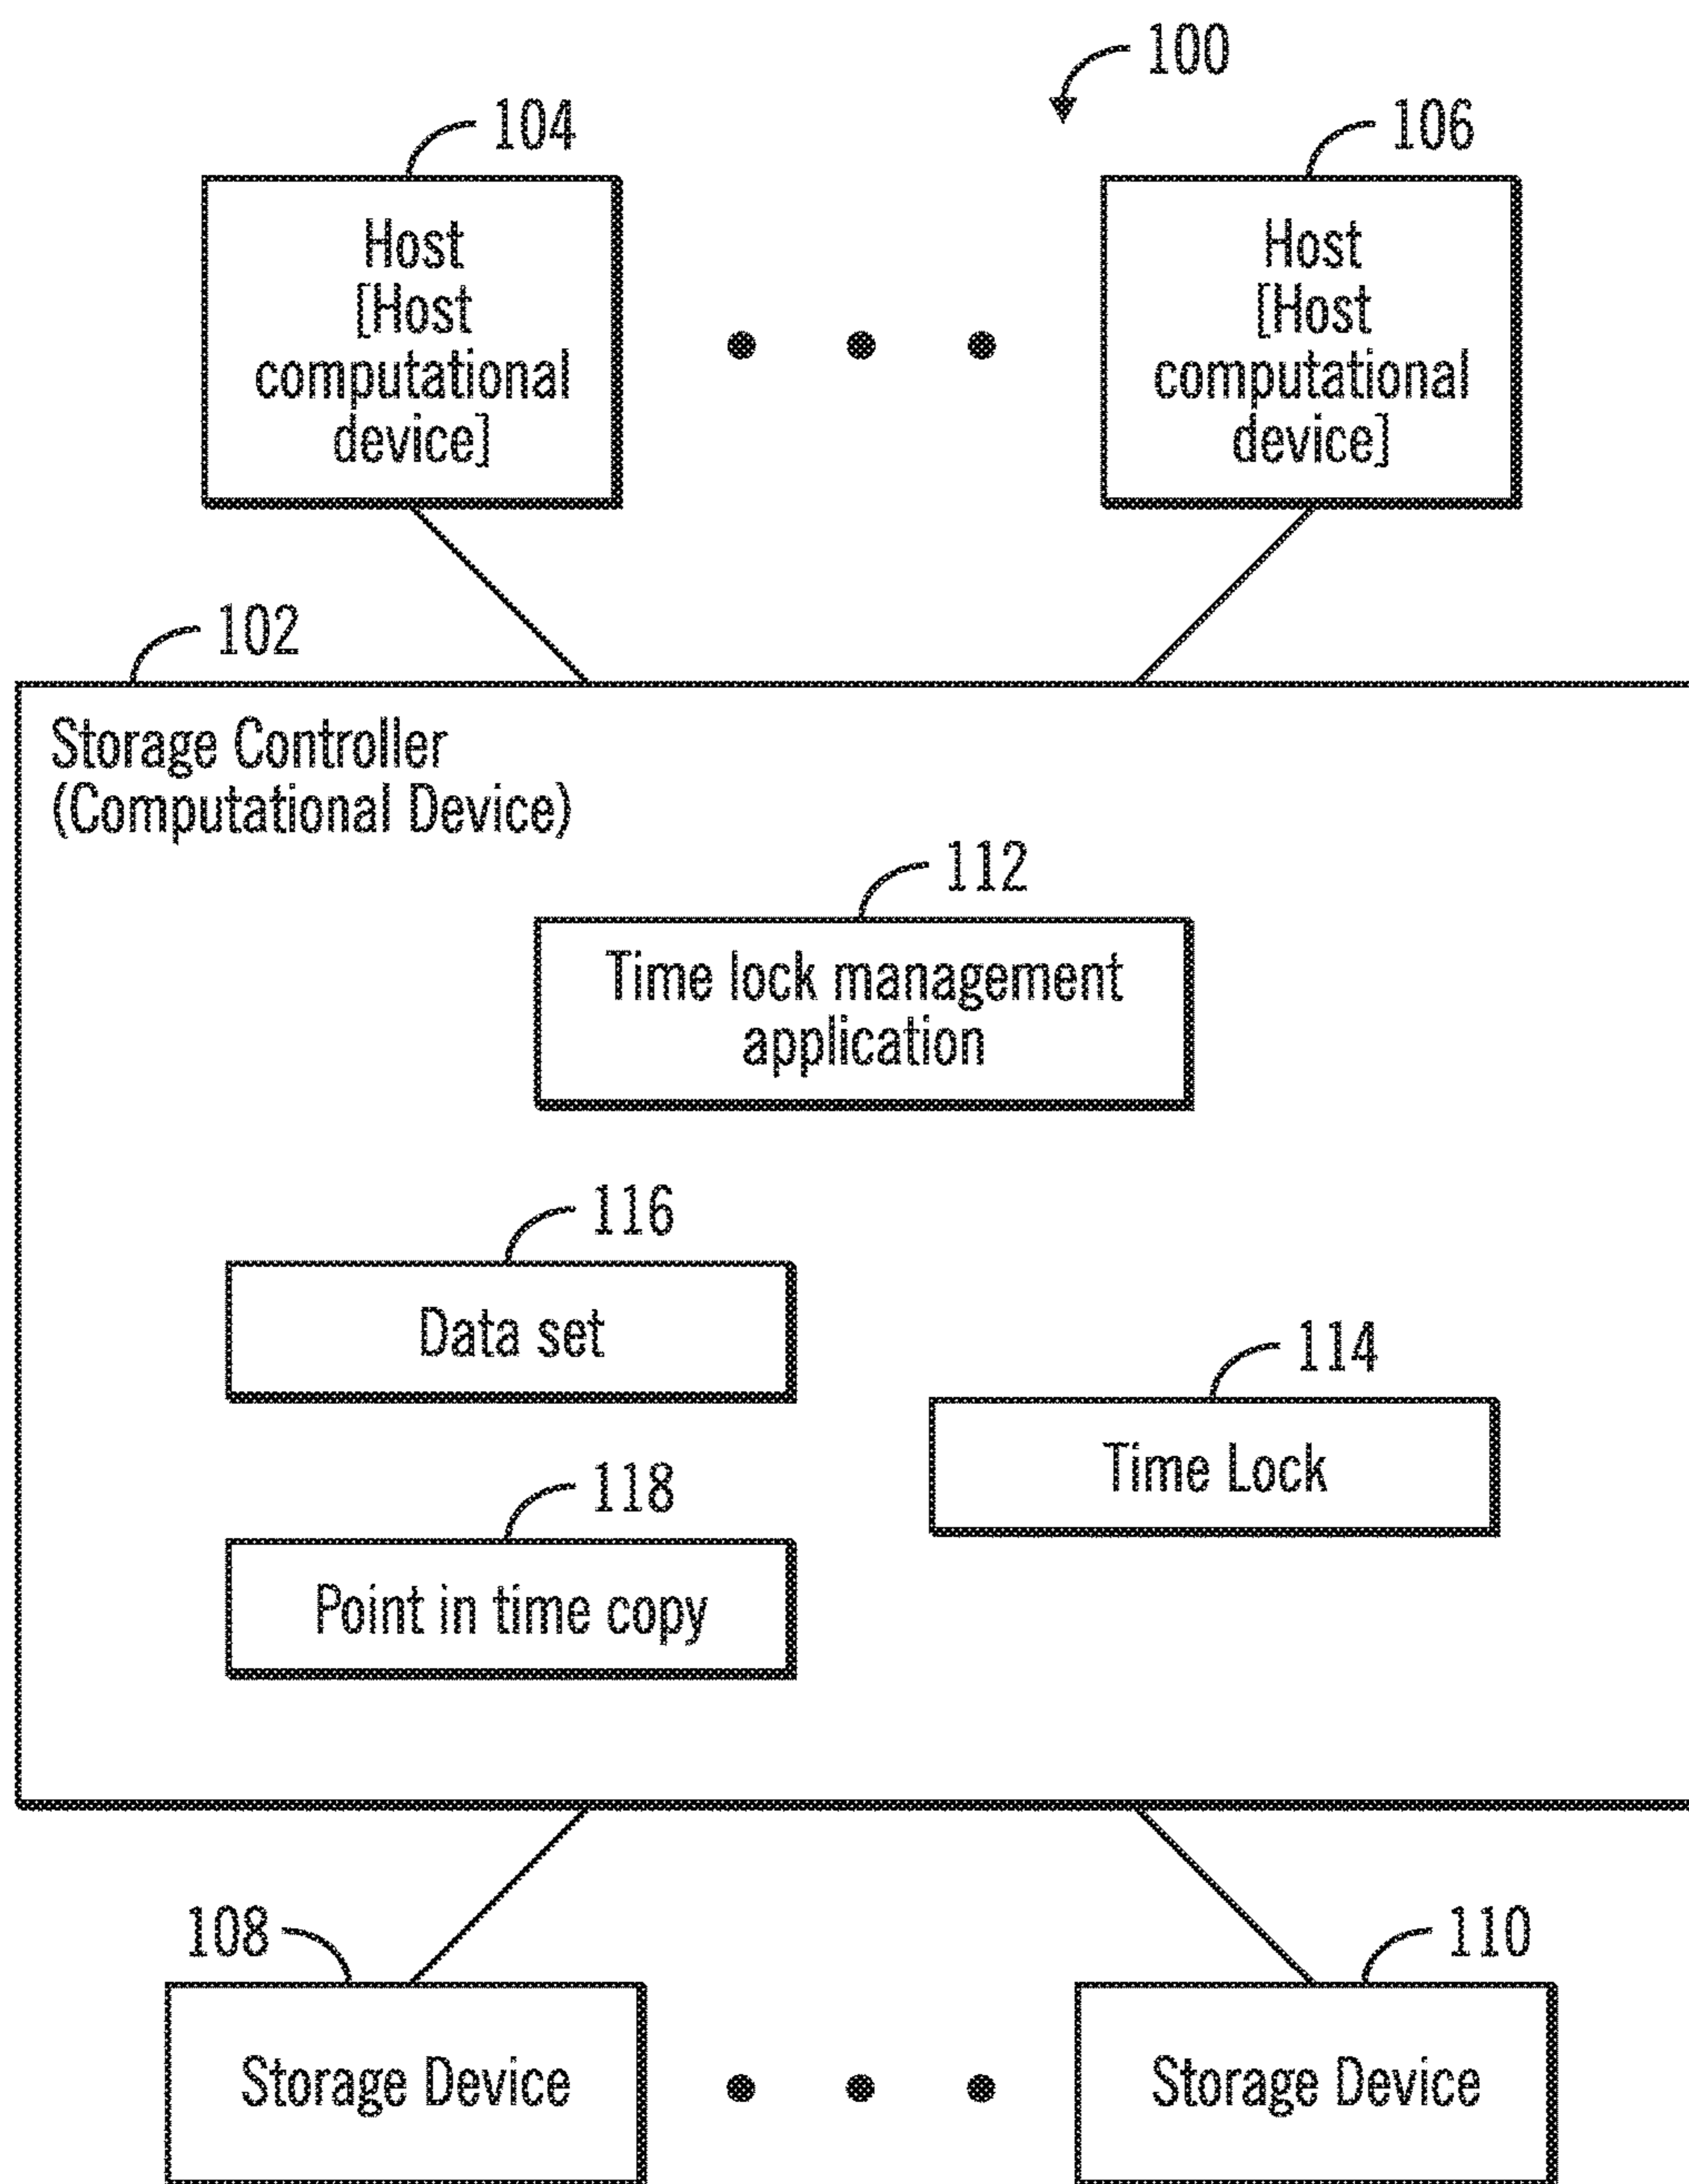 100
104
106
Host
[Host
computational
device]
Host
[Host
computational
device]
102
Storage Controller
(Computational Device)
112
Time lock management
application
116
Data set
114
Time Lock
118
Point in time copy
108
110
Storage Device
Storage Device